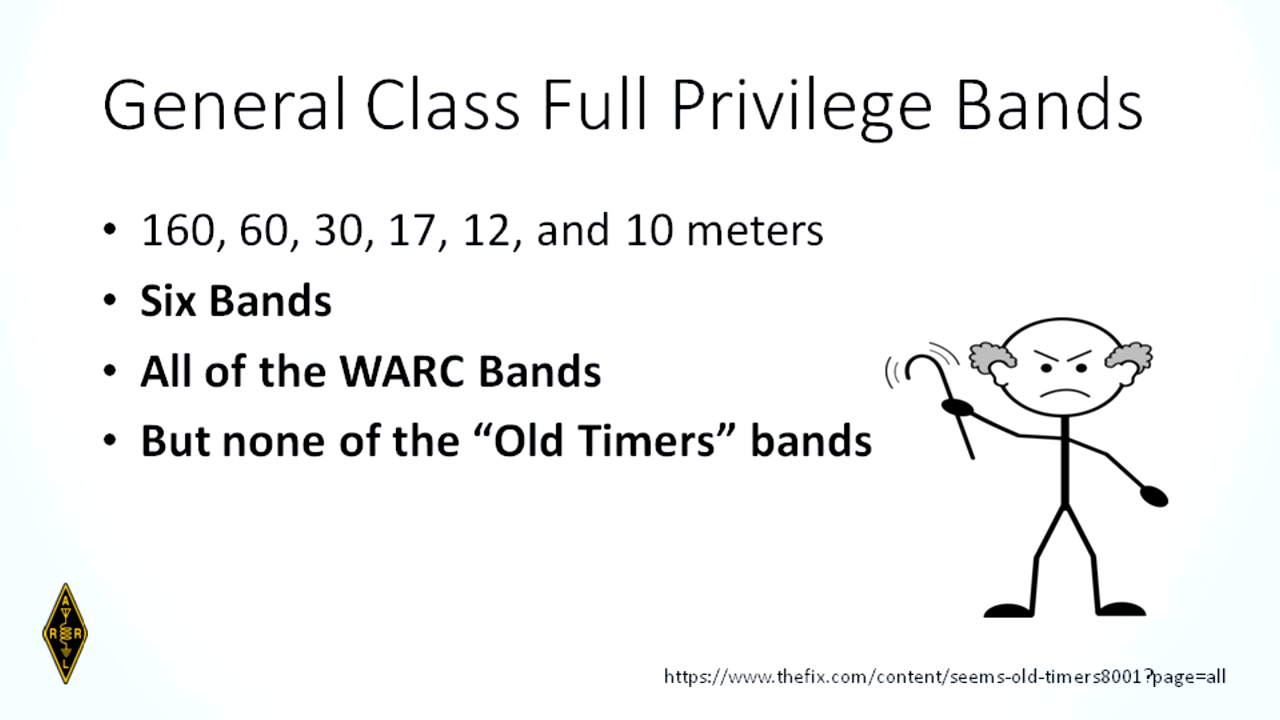 General Class Full Privilege Bands
• 160, 60, 30, 17, 12, and 10 meters
• Six Bands
• All of the WARC Bands
• But none of the “Old Timers” bands
A
R R
L
https://www.thefix.com/content/seems-old-timers8001?page=all